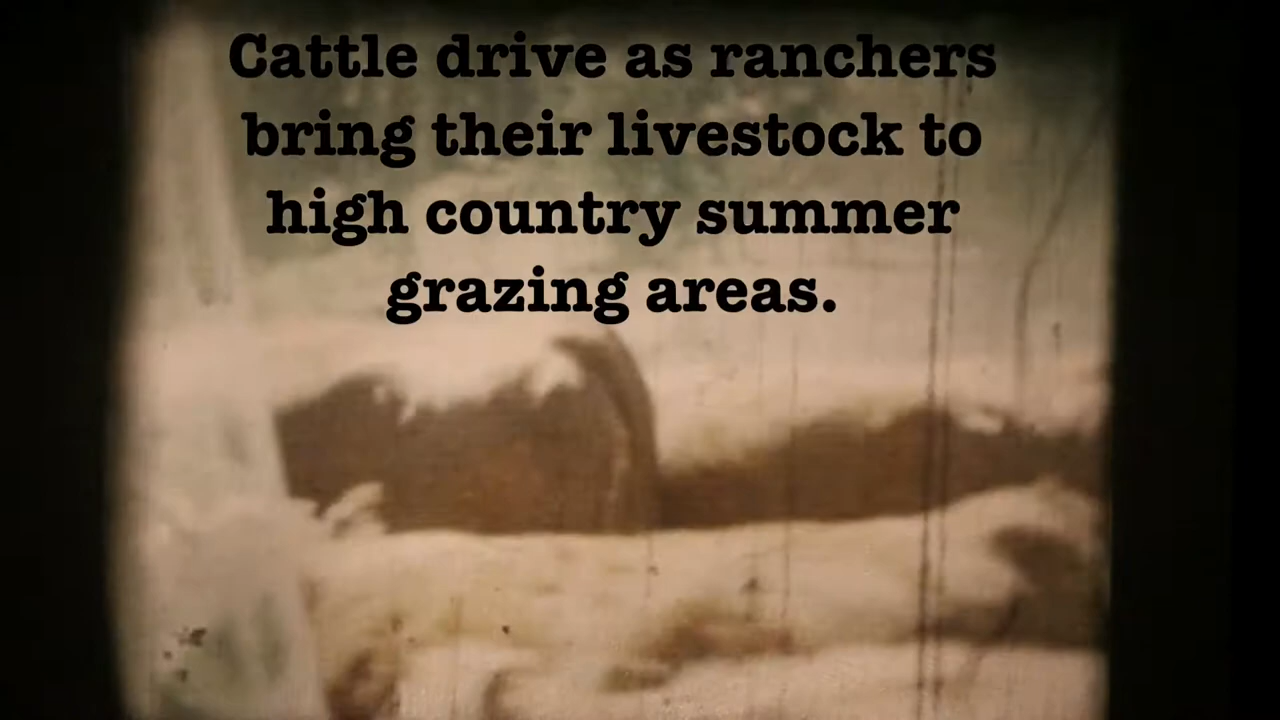 Cattle drive as ranchers
bring their livestock to
high country summer
grazing areas.